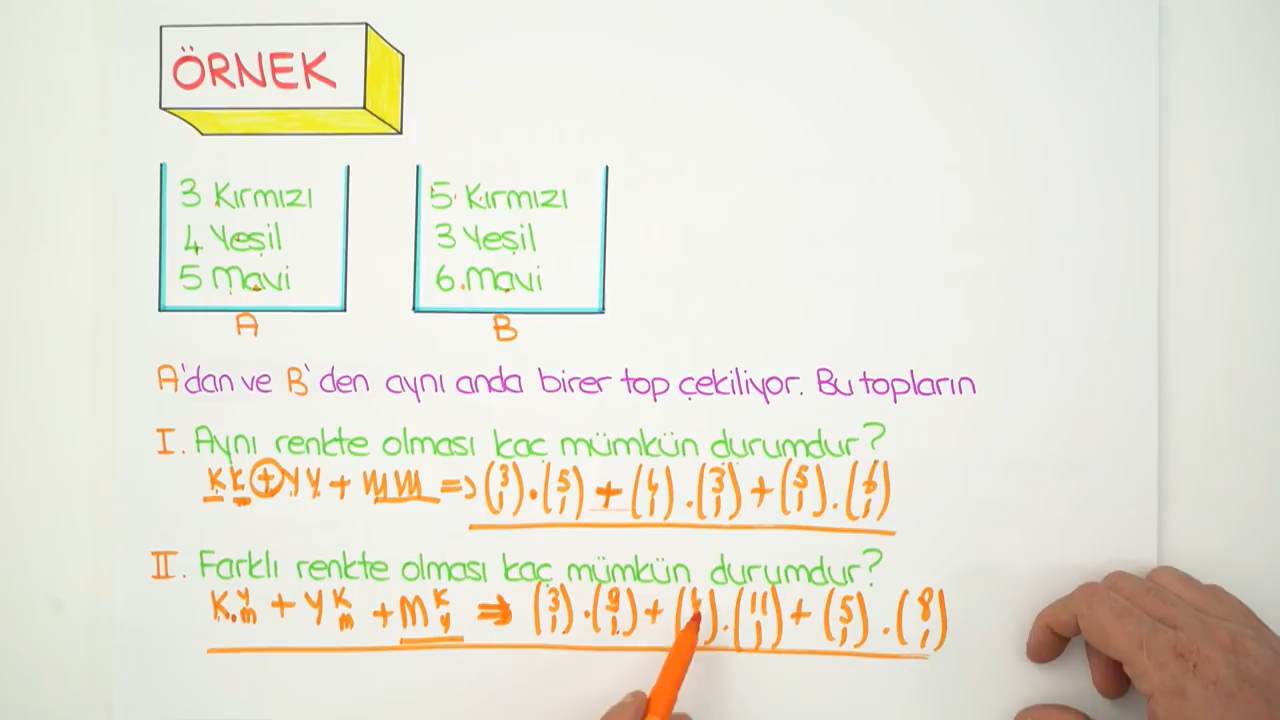 ÖRNEK
3 Kırmızı
4 Yeşil
5 Mavi
A
5 Kırmızı
3 Yeşil
6 Mavi
B
A'dan ve B'den aynı anda birer top çekiliyor. Bu topların
I. Aynı renkte olması kaç mümkün durumdur?
KK + YY + MM => (3 1) . (5 1) + (4 1) . (3 1) + (5 1) . (6 1)
II. Farklı renkte olması kaç mümkün durumdur?
K. Y M + Y K M + M K Y => (3 1) . (9 1) + (4 1) . (11 1) + (5 1) . (8 1)